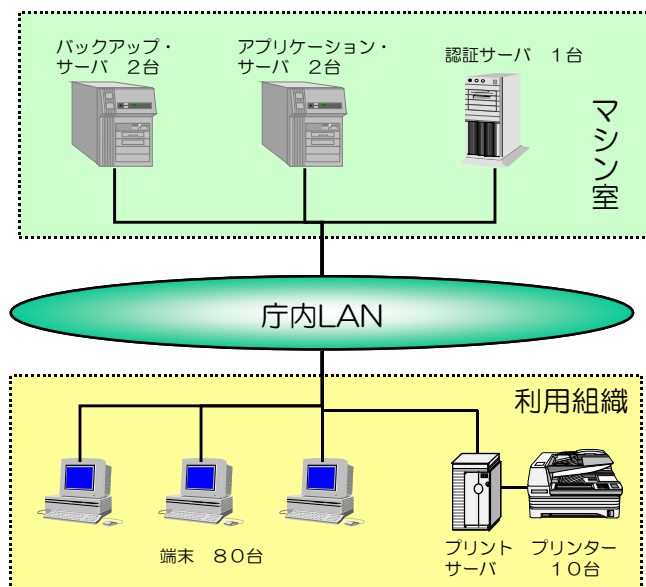 バックアップ・
サーバ　2台
アプリケーション・
サーバ　2台
認証サーバ　1台
マシン室
庁内LAN
利用組織
端末　80台
プリント
サーバ
プリンター
10台